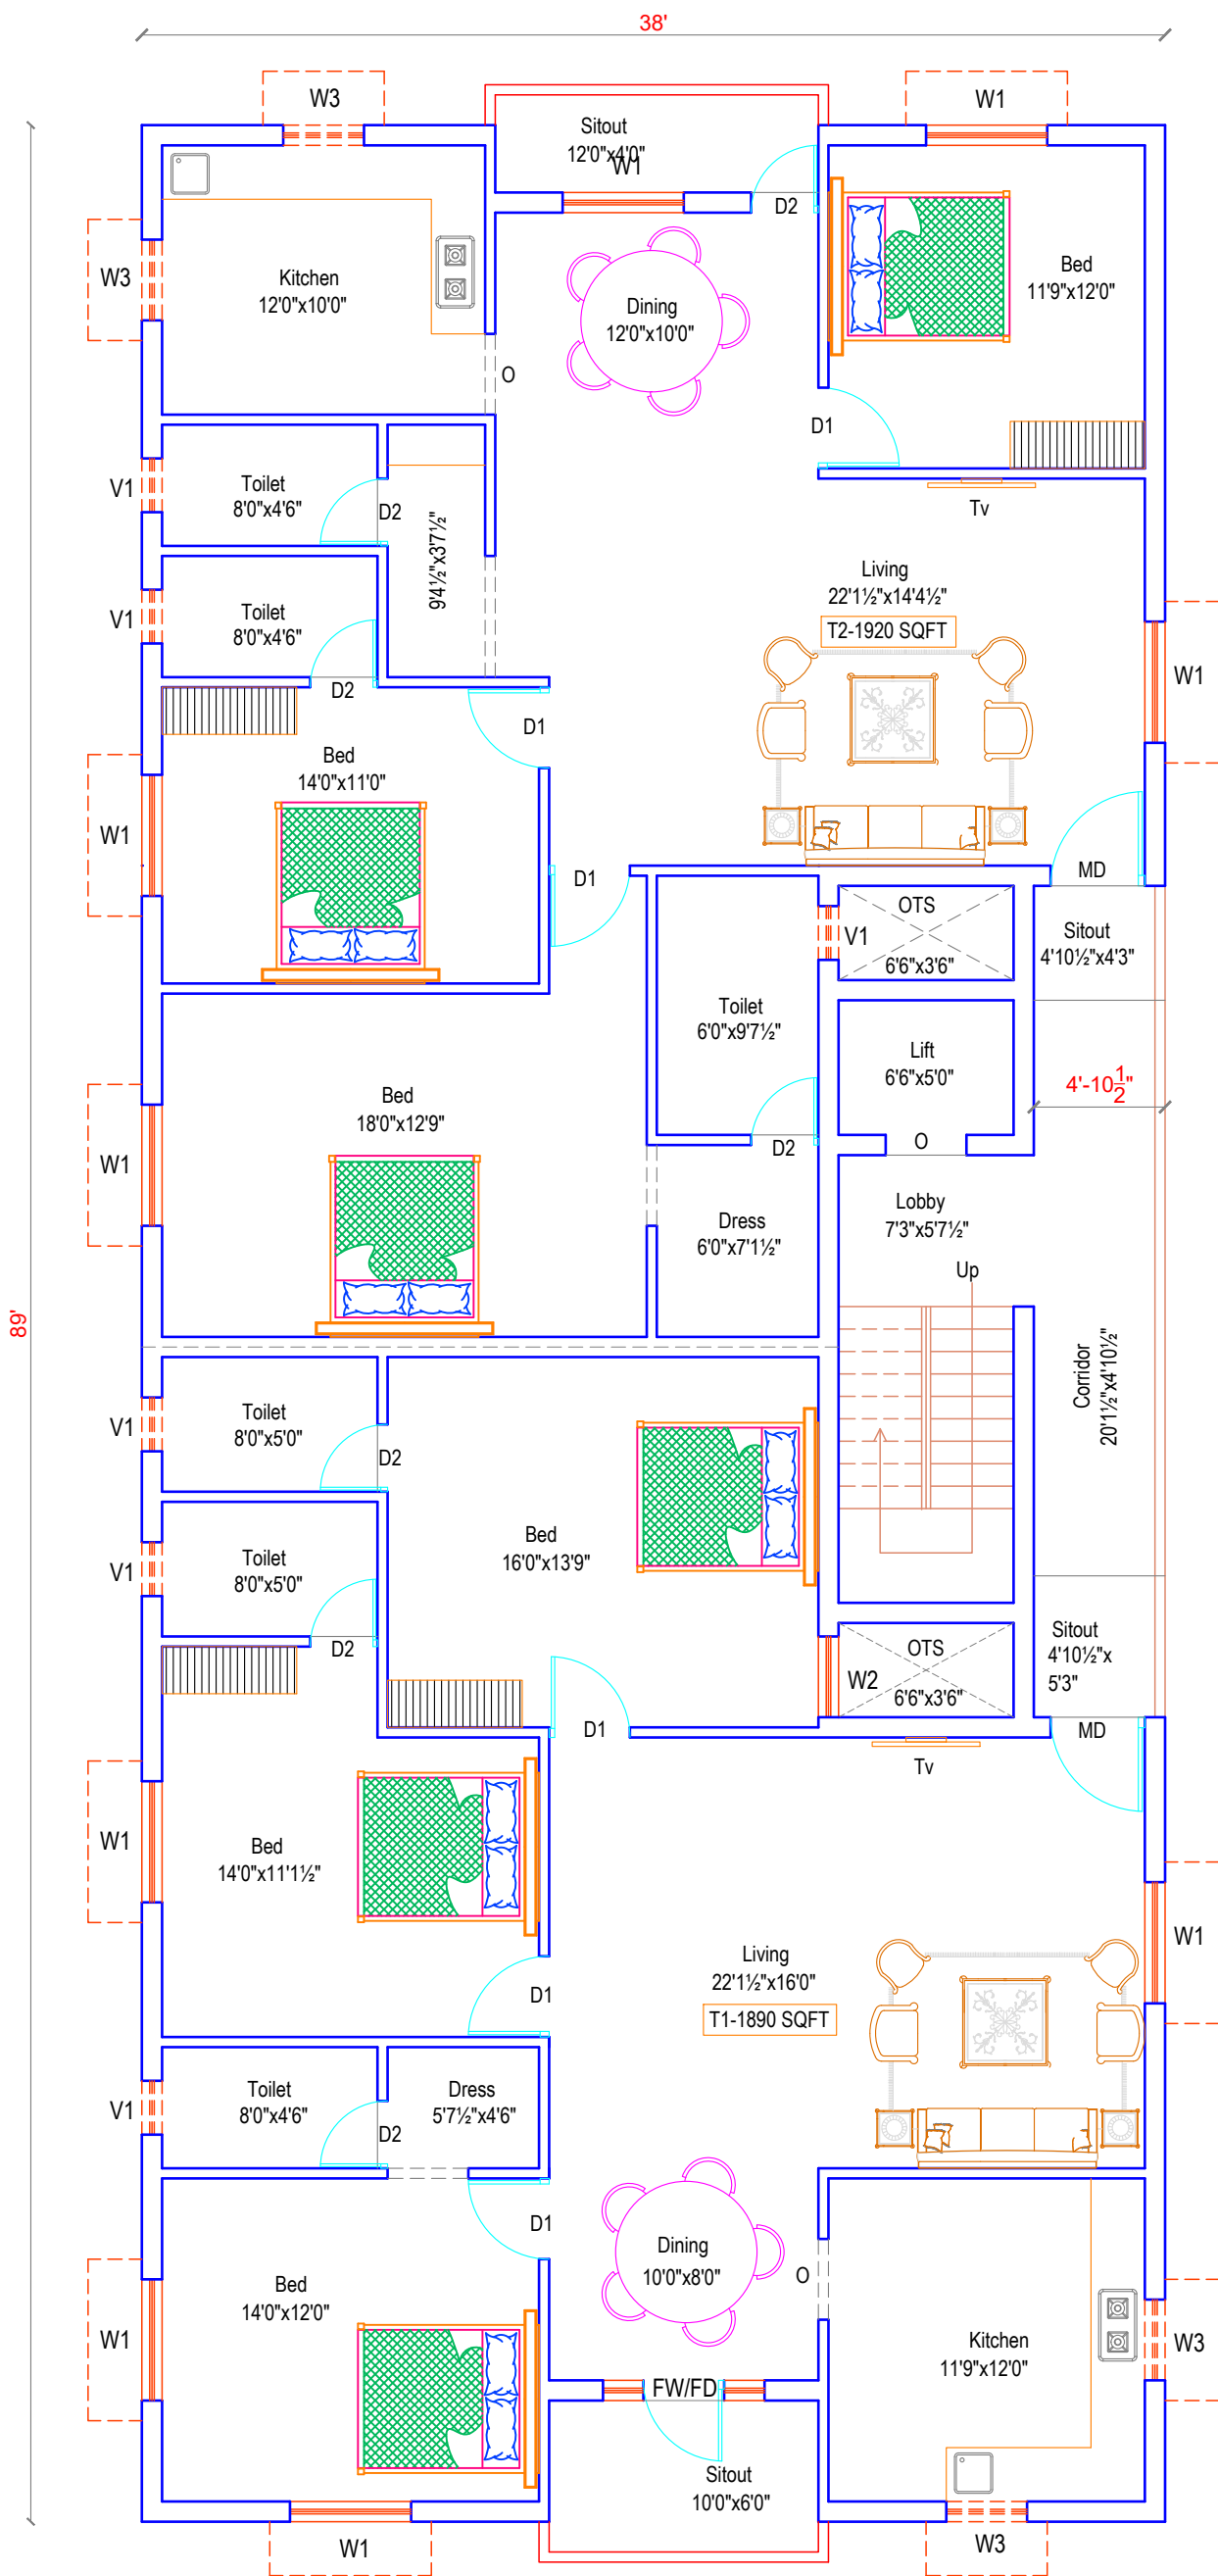 38'
W3
W1
Sitout
12'0"x4'0"
W1
D2
W3
Kitchen
12'0"x10'0"
Dining
12'0"x10'0"
Bed
11'9"x12'0"
O
D1
Toilet
8'0"x4'6"
V1
D2
Tv
9'4½"x3'7½"
Living
22'1½"x14'4½"
T2-1920 SQFT
Toilet
8'0"x4'6"
V1
D2
W1
D1
Bed
14'0"x11'0"
W1
D1
MD
OTS
6'6"x3'6"
V1
Sitout
4'10½"x4'3"
Toilet
6'0"x9'7½"
Lift
6'6"x5'0"
4'-10½"
Bed
18'0"x12'9"
W1
D2
O
Dress
6'0"x7'1½"
Lobby
7'3"x5'7½"
Up
89'
Corridor
20'1½"x4'10½"
Toilet
8'0"x5'0"
V1
D2
Bed
16'0"x13'9"
Toilet
8'0"x5'0"
V1
D2
OTS
6'6"x3'6"
W2
Sitout
4'10½"x
5'3"
D1
MD
Tv
W1
Bed
14'0"x11'1½"
W1
Living
22'1½"x16'0"
T1-1890 SQFT
D1
Toilet
8'0"x4'6"
V1
D2
Dress
5'7½"x4'6"
D1
Dining
10'0"x8'0"
O
Bed
14'0"x12'0"
W1
Kitchen
11'9"x12'0"
W3
FW/FD
Sitout
10'0"x6'0"
W1
W3